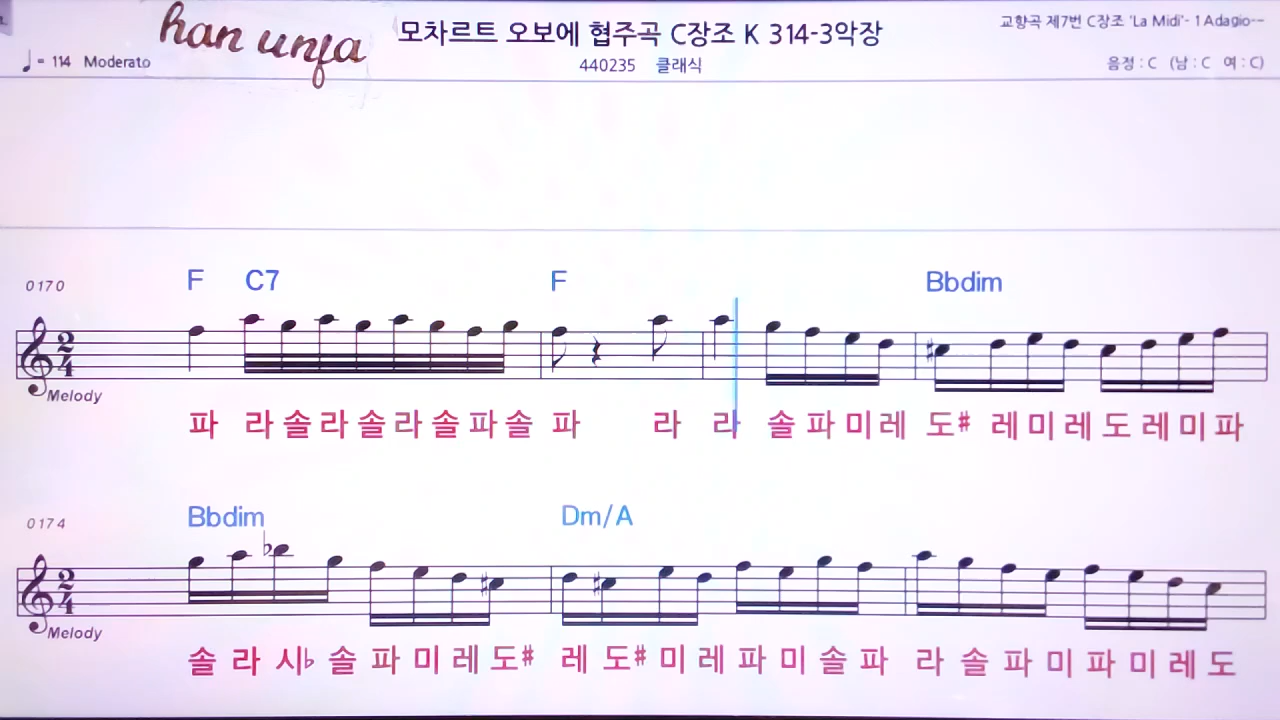 han unja
모차르트 오보에 협주곡 C장조 K 314-3악장
교향곡 제7번 C장조 'La Midi'- 1 Adagio--
♩= 114 Moderato
440235 클래식
음정 : C (남 : C 여 : C)
0170 F C7 F Bbdim
2/4
Melody
파 라 솔 라 솔 라 솔 파 솔 파 라 라 솔 파 미 레 도# 레 미 레 도 레 미 파
0174 Bbdim Dm/A
2/4
Melody
솔 라 시♭ 솔 파 미 레 도# 레 도# 미 레 파 미 솔 파 라 솔 파 미 파 미 레 도